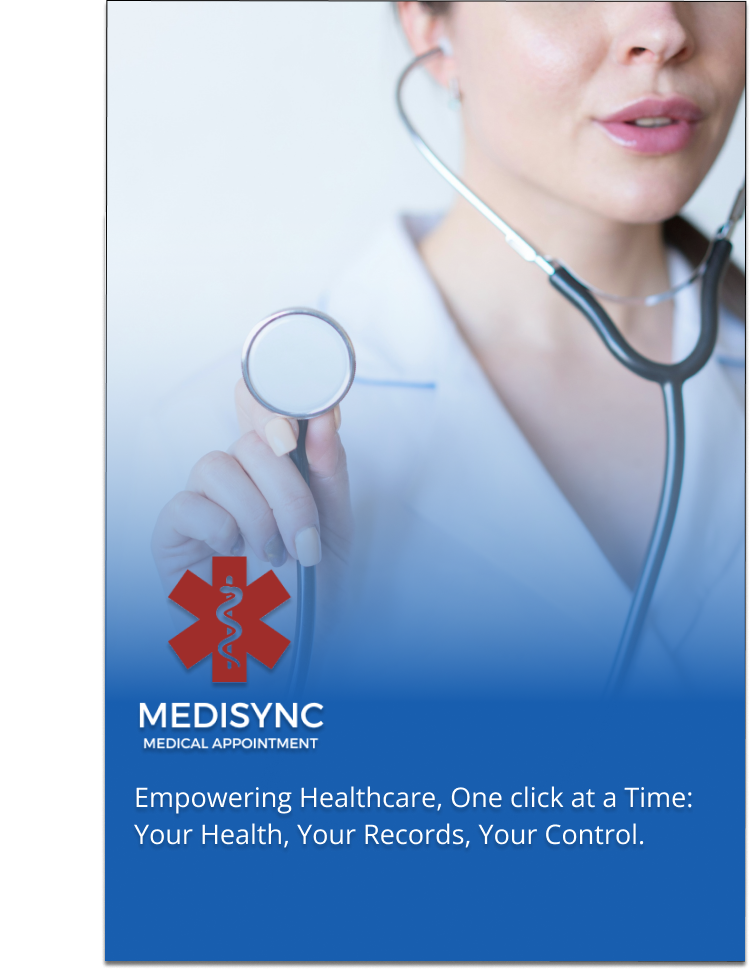 MEDISYNC
MEDICAL APPOINTMENT
Empowering Healthcare, One click at a Time:
Your Health, Your Records, Your Control.